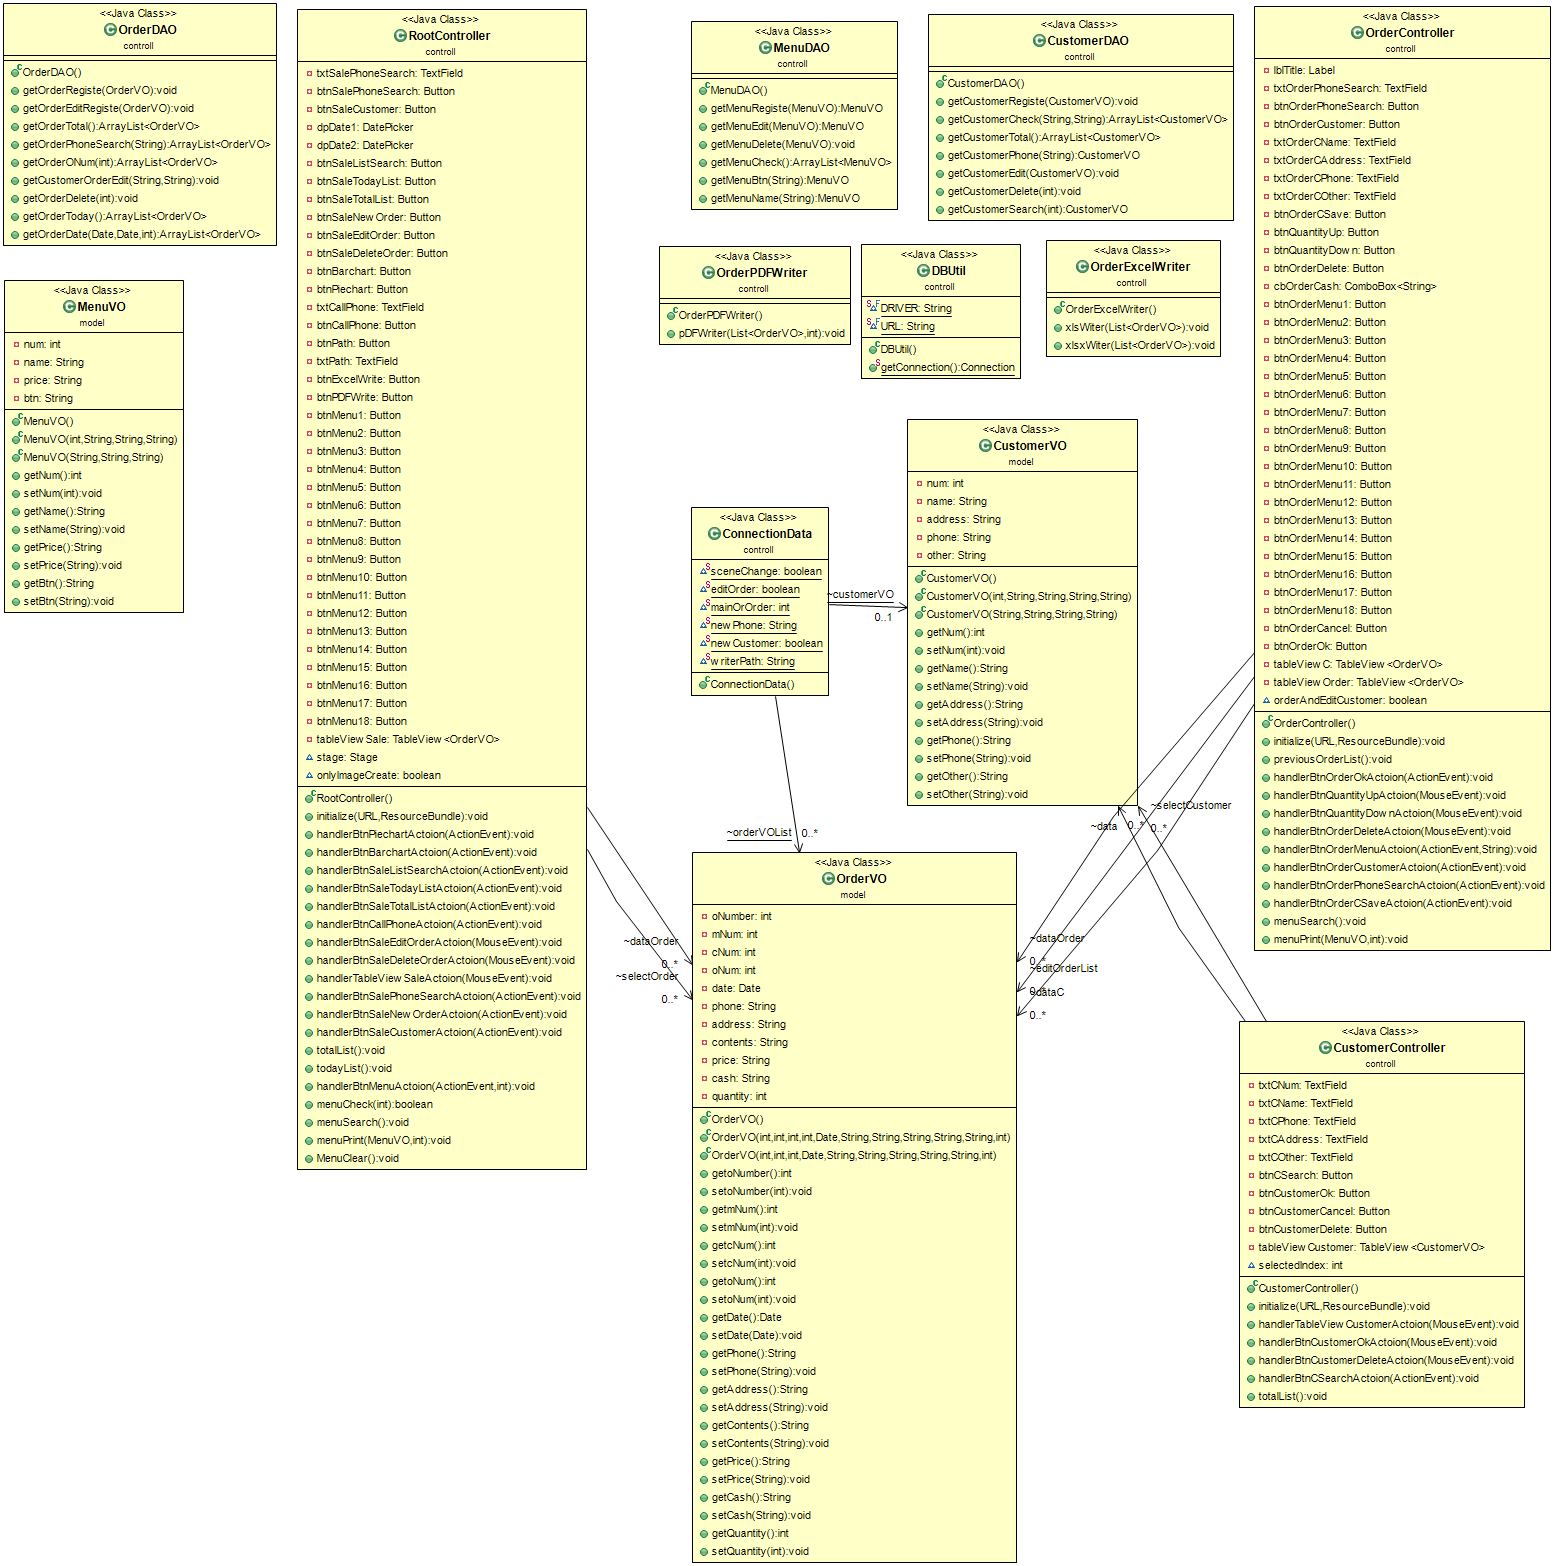 <<Java Class>>
OrderDAO
controll
OrderDAO()
getOrderRegiste(OrderVO):void
getOrderEditRegiste(OrderVO):void
getOrderTotal():ArrayList<OrderVO>
getOrderPhoneSearch(String):ArrayList<OrderVO>
getOrderONum(int):ArrayList<OrderVO>
getCustomerOrderEdit(String,String):void
getOrderDelete(int):void
getOrderToday():ArrayList<OrderVO>
getOrderDate(Date,Date,int):ArrayList<OrderVO>
<<Java Class>>
MenuVO
model
num: int
name: String
price: String
btn: String
MenuVO()
MenuVO(int,String,String,String)
MenuVO(String,String,String)
getNum():int
setNum(int):void
getName():String
setName(String):void
getPrice():String
setPrice(String):void
getBtn():String
setBtn(String):void
<<Java Class>>
RootController
controll
txtSalePhoneSearch: TextField
btnSalePhoneSearch: Button
btnSaleCustomer: Button
dpDate1: DatePicker
dpDate2: DatePicker
btnSaleListSearch: Button
btnSaleTodayList: Button
btnSaleTotalList: Button
btnSaleNewOrder: Button
btnSaleEditOrder: Button
btnSaleDeleteOrder: Button
btnBarchart: Button
btnPiechart: Button
txtCallPhone: TextField
btnCallPhone: Button
btnPath: Button
txtPath: TextField
btnExcelWrite: Button
btnPDFWrite: Button
btnMenu1: Button
btnMenu2: Button
btnMenu3: Button
btnMenu4: Button
btnMenu5: Button
btnMenu6: Button
btnMenu7: Button
btnMenu8: Button
btnMenu9: Button
btnMenu10: Button
btnMenu11: Button
btnMenu12: Button
btnMenu13: Button
btnMenu14: Button
btnMenu15: Button
btnMenu16: Button
btnMenu17: Button
btnMenu18: Button
tableViewSale: TableView<OrderVO>
stage: Stage
onlyImageCreate: boolean
RootController()
initialize(URL,ResourceBundle):void
handlerBtnPiechartActoion(ActionEvent):void
handlerBtnBarchartActoion(ActionEvent):void
handlerBtnSaleListSearchActoion(ActionEvent):void
handlerBtnSaleTodayListActoion(ActionEvent):void
handlerBtnSaleTotalListActoion(ActionEvent):void
handlerBtnCallPhoneActoion(ActionEvent):void
handlerBtnSaleEditOrderActoion(MouseEvent):void
handlerBtnSaleDeleteOrderActoion(MouseEvent):void
handlerTableViewSaleActoion(MouseEvent):void
handlerBtnSalePhoneSearchActoion(ActionEvent):void
handlerBtnSaleNewOrderActoion(ActionEvent):void
handlerBtnSaleCustomerActoion(ActionEvent):void
totalList():void
todayList():void
handlerBtnMenuActoion(ActionEvent,int):void
menuCheck(int):boolean
menuSearch():void
menuPrint(MenuVO,int):void
MenuClear():void
<<Java Class>>
MenuDAO
controll
MenuDAO()
getMenuRegiste(MenuVO):MenuVO
getMenuEdit(MenuVO):MenuVO
getMenuDelete(MenuVO):void
getMenuCheck():ArrayList<MenuVO>
getMenuBtn(String):MenuVO
getMenuName(String):MenuVO
<<Java Class>>
CustomerDAO
controll
CustomerDAO()
getCustomerRegiste(CustomerVO):void
getCustomerCheck(String,String):ArrayList<CustomerVO>
getCustomerTotal():ArrayList<CustomerVO>
getCustomerPhone(String):CustomerVO
getCustomerEdit(CustomerVO):void
getCustomerDelete(int):void
getCustomerSearch(int):CustomerVO
<<Java Class>>
OrderPDFWriter
controll
OrderPDFWriter()
pDFWriter(List<OrderVO>,int):void
<<Java Class>>
DBUtil
controll
DRIVER: String
URL: String
DBUtil()
getConnection():Connection
<<Java Class>>
OrderExcelWriter
controll
OrderExcelWriter()
xlsWiter(List<OrderVO>):void
xlsxWiter(List<OrderVO>):void
<<Java Class>>
ConnectionData
controll
sceneChange: boolean
editOrder: boolean
mainOrOrder: int
newPhone: String
newCustomer: boolean
writerPath: String
ConnectionData()
~customerVO
0..1
~orderVOList
0..*
<<Java Class>>
CustomerVO
model
num: int
name: String
address: String
phone: String
other: String
CustomerVO()
CustomerVO(int,String,String,String,String)
CustomerVO(String,String,String,String)
getNum():int
setNum(int):void
getName():String
setName(String):void
getAddress():String
setAddress(String):void
getPhone():String
setPhone(String):void
getOther():String
setOther(String):void
~selectCustomer
~data
0..*
0..*
<<Java Class>>
OrderVO
model
oNumber: int
mNum: int
cNum: int
oNum: int
date: Date
phone: String
address: String
contents: String
price: String
cash: String
quantity: int
OrderVO()
OrderVO(int,int,int,int,Date,String,String,String,String,String,int)
OrderVO(int,int,int,Date,String,String,String,String,String,int)
getoNumber():int
setoNumber(int):void
getmNum():int
setmNum(int):void
getcNum():int
setcNum(int):void
getoNum():int
setoNum(int):void
getDate():Date
setDate(Date):void
getPhone():String
setPhone(String):void
getAddress():String
setAddress(String):void
getContents():String
setContents(String):void
getPrice():String
setPrice(String):void
getCash():String
setCash(String):void
getQuantity():int
setQuantity(int):void
~dataOrder
0..*
~selectOrder
0..*
~dataOrder
0..*
~editOrderList
0..*
~dataC
0..*
<<Java Class>>
OrderController
controll
lblTitle: Label
txtOrderPhoneSearch: TextField
btnOrderPhoneSearch: Button
btnOrderCustomer: Button
txtOrderCName: TextField
txtOrderCAddress: TextField
txtOrderCPhone: TextField
txtOrderCOther: TextField
btnOrderCSave: Button
btnQuantityUp: Button
btnQuantityDown: Button
btnOrderDelete: Button
cbOrderCash: ComboBox<String>
btnOrderMenu1: Button
btnOrderMenu2: Button
btnOrderMenu3: Button
btnOrderMenu4: Button
btnOrderMenu5: Button
btnOrderMenu6: Button
btnOrderMenu7: Button
btnOrderMenu8: Button
btnOrderMenu9: Button
btnOrderMenu10: Button
btnOrderMenu11: Button
btnOrderMenu12: Button
btnOrderMenu13: Button
btnOrderMenu14: Button
btnOrderMenu15: Button
btnOrderMenu16: Button
btnOrderMenu17: Button
btnOrderMenu18: Button
btnOrderCancel: Button
btnOrderOk: Button
tableViewC: TableView<OrderVO>
tableViewOrder: TableView<OrderVO>
orderAndEditCustomer: boolean
OrderController()
initialize(URL,ResourceBundle):void
previousOrderList():void
handlerBtnOrderOkActoion(ActionEvent):void
handlerBtnQuantityUpActoion(MouseEvent):void
handlerBtnQuantityDownActoion(MouseEvent):void
handlerBtnOrderDeleteActoion(MouseEvent):void
handlerBtnOrderMenuActoion(ActionEvent,String):void
handlerBtnOrderCustomerActoion(ActionEvent):void
handlerBtnOrderPhoneSearchActoion(ActionEvent):void
handlerBtnOrderCSaveActoion(ActionEvent):void
menuSearch():void
menuPrint(MenuVO,int):void
<<Java Class>>
CustomerController
controll
txtCNum: TextField
txtCName: TextField
txtCPhone: TextField
txtCAddress: TextField
txtCOther: TextField
btnCSearch: Button
btnCustomerOk: Button
btnCustomerCancel: Button
btnCustomerDelete: Button
tableViewCustomer: TableView<CustomerVO>
selectedIndex: int
CustomerController()
initialize(URL,ResourceBundle):void
handlerTableViewCustomerActoion(MouseEvent):void
handlerBtnCustomerOkActoion(MouseEvent):void
handlerBtnCustomerDeleteActoion(MouseEvent):void
handlerBtnCSearchActoion(ActionEvent):void
totalList():void